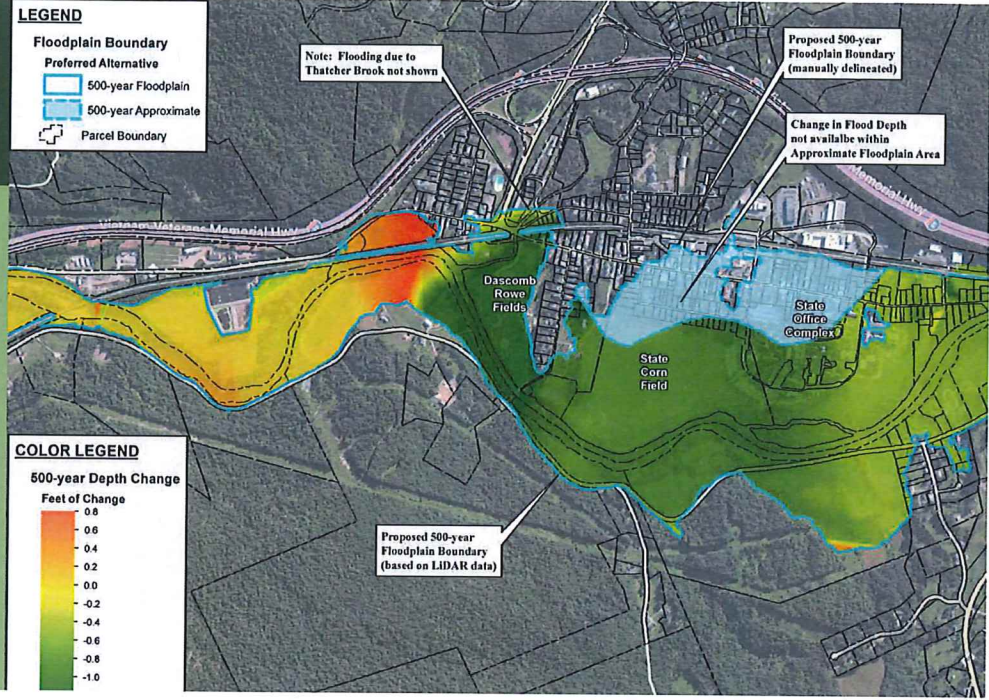 LEGEND
Floodplain Boundary
Preferred Alternative
500-year Floodplain
500-year Approximate
Parcel Boundary
Note: Flooding due to
Thatcher Brook not shown
Proposed 500-year
Floodplain Boundary
(manually delineated)
Change in Flood Depth
not availalbe within
Approximate Floodplain Area
Memorial Hwy
Veterans Memorial Hwy
Dascomb
Rowe
Fields
State
Office
Complex
State
Corn
Field
Proposed 500-year
Floodplain Boundary
(based on LiDAR data)
COLOR LEGEND
500-year Depth Change
Feet of Change
0.8
0.6
0.4
0.2
0.0
-0.2
-0.4
-0.6
-0.8
-1.0